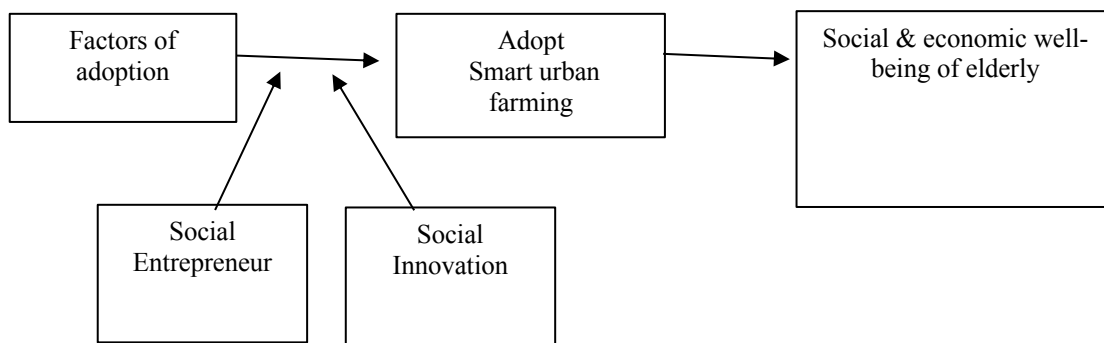 Factors of
adoption
Adopt
Smart urban
farming
Social & economic well-
being of elderly
Social
Entrepreneur
Social
Innovation